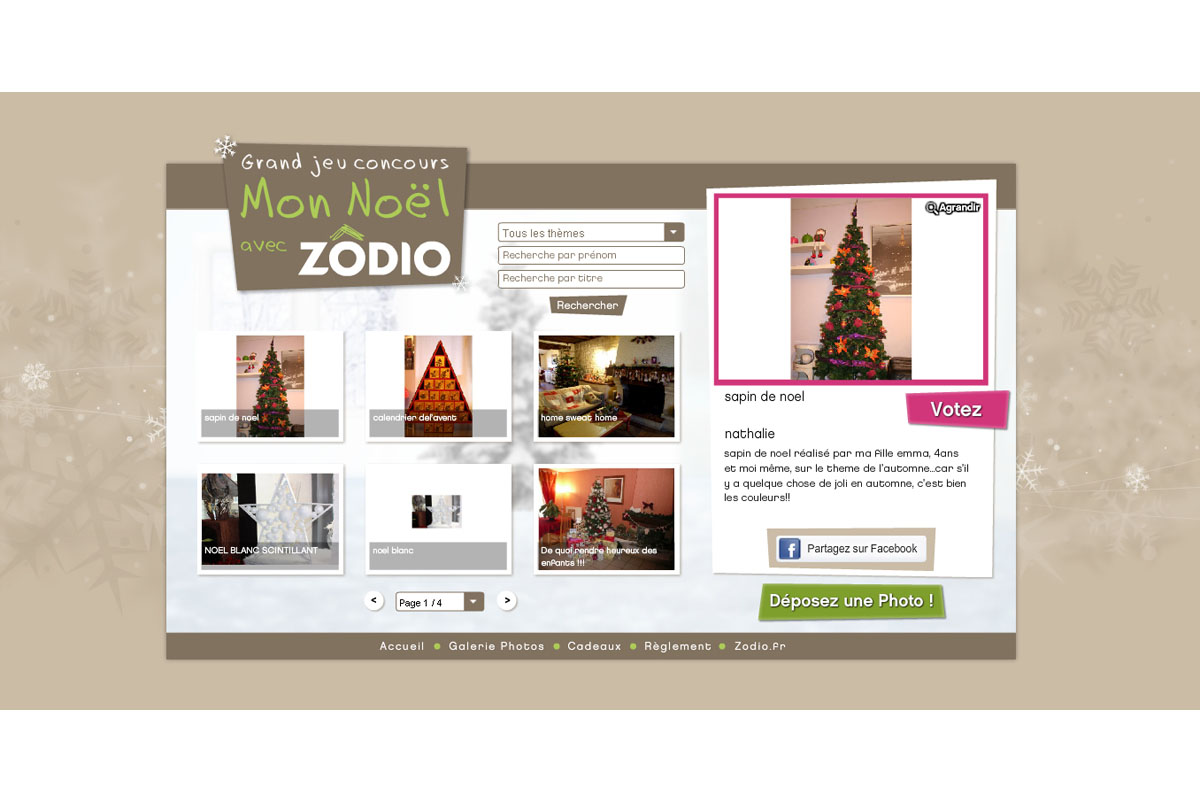 Grand jeu concours
Mon Noël
avec ZÔDIO
Tous les thèmes
Recherche par prénom
Recherche par titre
Rechercher
sapin de noel
calendrier del'avent
home sweat home
NOEL BLANC SCINTILLANT
noel blanc
De quoi rendre heureux des
enfants !!!
<
Page 1 / 4
>
Agrandir
sapin de noel
Votez
nathalie
sapin de noel réalisé par ma fille emma, 4ans
et moi même, sur le theme de l'automne...car s'il
y a quelque chose de joli en automne, c'est bien
les couleurs!!
f Partagez sur Facebook
Déposez une Photo !
Accueil • Galerie Photos • Cadeaux • Règlement • Zodio.fr